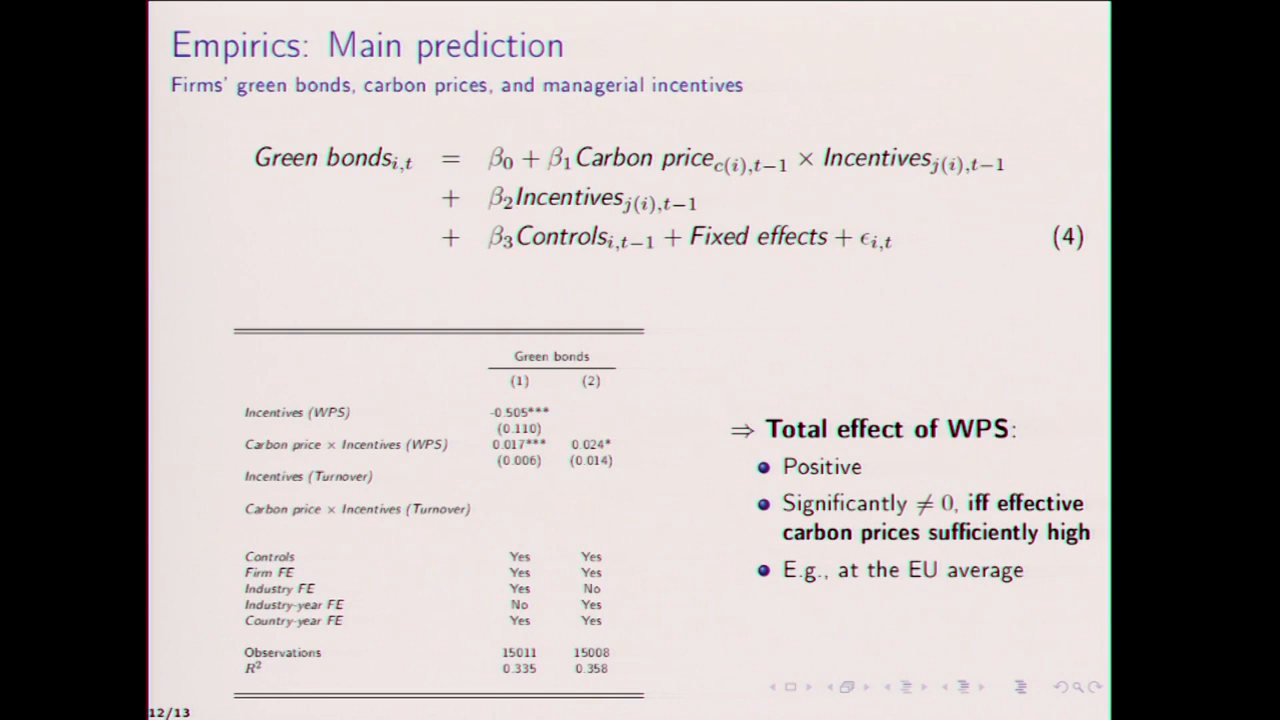 Empirics: Main prediction
Firms' green bonds, carbon prices, and managerial incentives
Green bonds_{i,t} = β_0 + β_1 Carbon price_{c(i),t−1} × Incentives_{j(i),t−1}
+ β_2 Incentives_{j(i),t−1}
+ β_3 Controls_{i,t−1} + Fixed effects + ϵ_{i,t} (4)
Green bonds
(1) (2)
Incentives (WPS) -0.505***
(0.110)
Carbon price × Incentives (WPS) 0.017*** 0.024*
(0.006) (0.014)
Incentives (Turnover)
Carbon price × Incentives (Turnover)
Controls Yes Yes
Firm FE Yes Yes
Industry FE Yes No
Industry-year FE No Yes
Country-year FE Yes Yes
Observations 15011 15008
R² 0.335 0.358
⇒ Total effect of WPS:
Positive
Significantly ≠ 0, iff effective
carbon prices sufficiently high
E.g., at the EU average
12/13